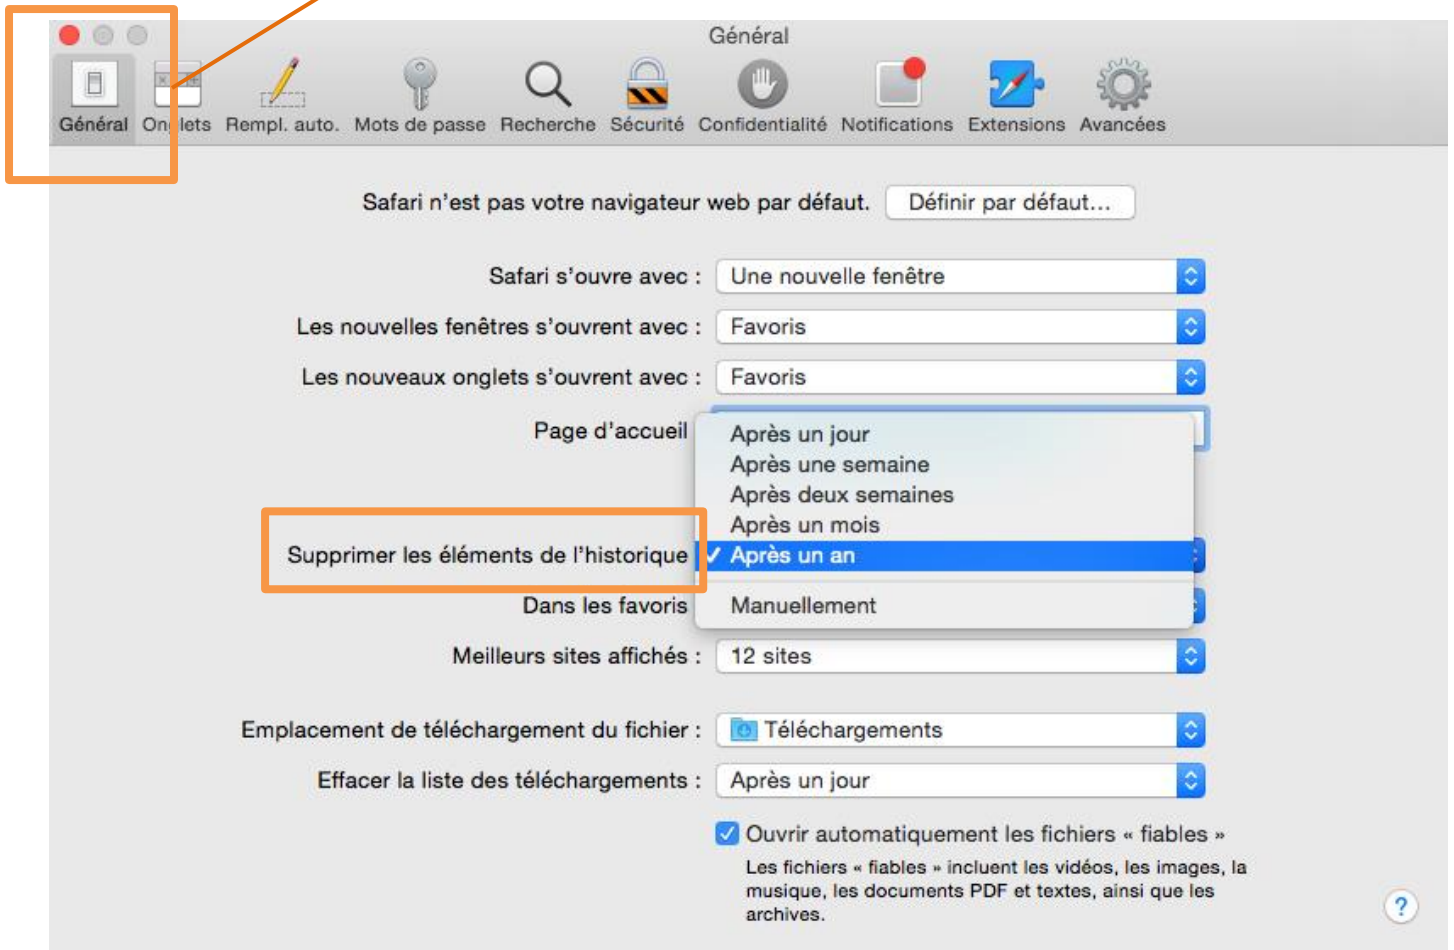 Général
Général Onglets Rempl. auto. Mots de passe Recherche Sécurité Confidentialité Notifications Extensions Avancées
Safari n'est pas votre navigateur web par défaut. Définir par défaut...
Safari s'ouvre avec : Une nouvelle fenêtre
Les nouvelles fenêtres s'ouvrent avec : Favoris
Les nouveaux onglets s'ouvrent avec : Favoris
Page d'accueil
Après un jour
Après une semaine
Après deux semaines
Après un mois
Supprimer les éléments de l'historique ✓ Après un an
Dans les favoris Manuellement
Meilleurs sites affichés : 12 sites
Emplacement de téléchargement du fichier : Téléchargements
Effacer la liste des téléchargements : Après un jour
Ouvrir automatiquement les fichiers « fiables »
Les fichiers « fiables » incluent les vidéos, les images, la
musique, les documents PDF et textes, ainsi que les
archives.
?